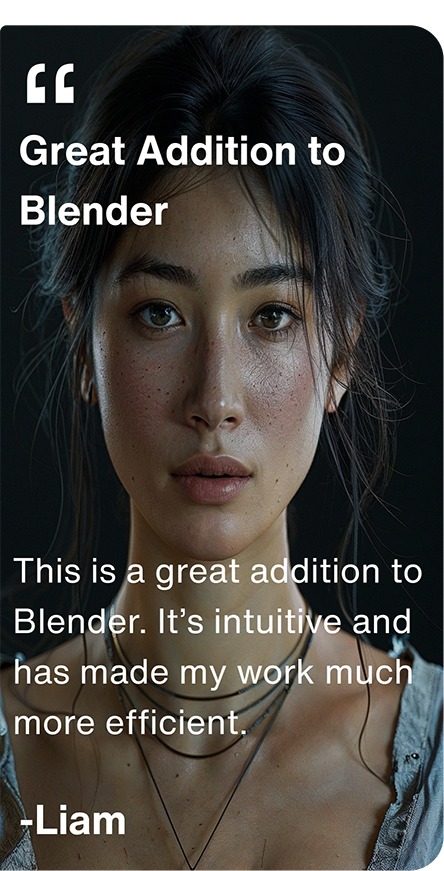 “
Great Addition to
Blender
This is a great addition to
Blender. It’s intuitive and
has made my work much
more efficient.
-Liam